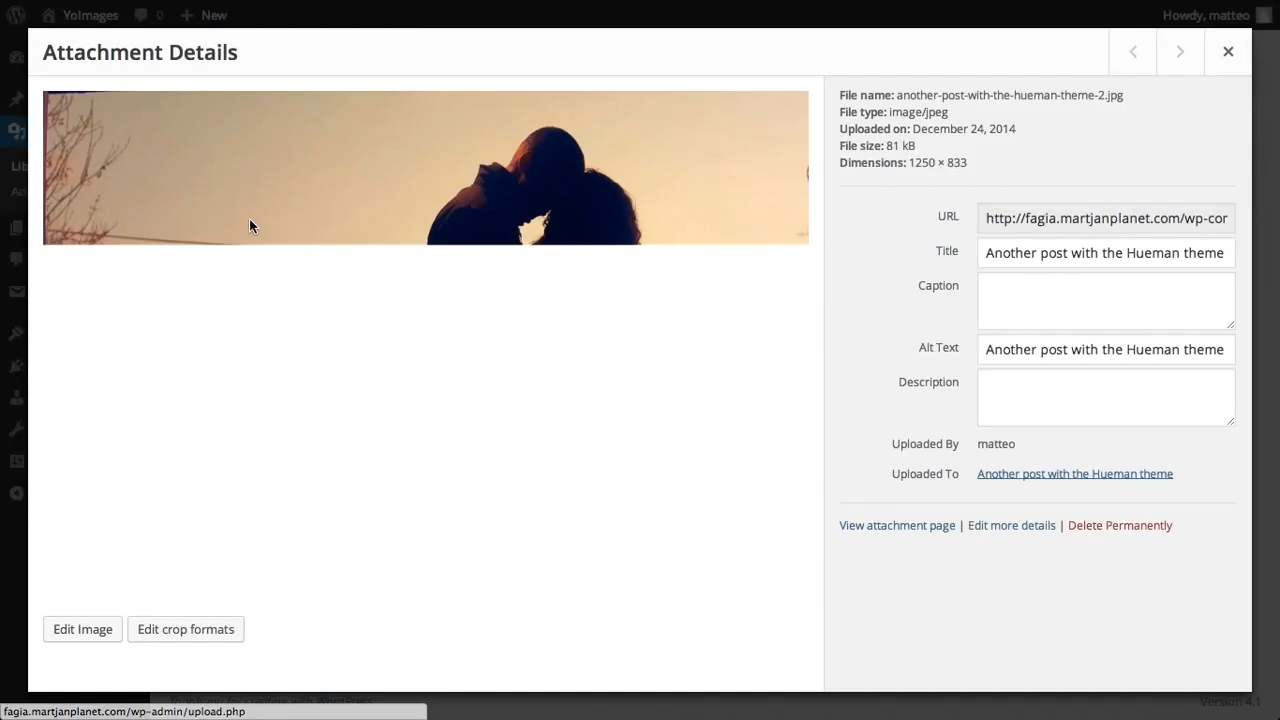 YoImages 0 New Howdy, matteo
Attachment Details
File name: another-post-with-the-hueman-theme-2.jpg
File type: image/jpeg
Uploaded on: December 24, 2014
File size: 81 kB
Dimensions: 1250 × 833
URL http://fagia.martjanplanet.com/wp-cor
Title Another post with the Hueman theme
Caption
Alt Text Another post with the Hueman theme
Description
Uploaded By matteo
Uploaded To Another post with the Hueman theme
View attachment page | Edit more details | Delete Permanently
Edit Image Edit crop formats
Version 4.1
fagia.martjanplanet.com/wp-admin/upload.php